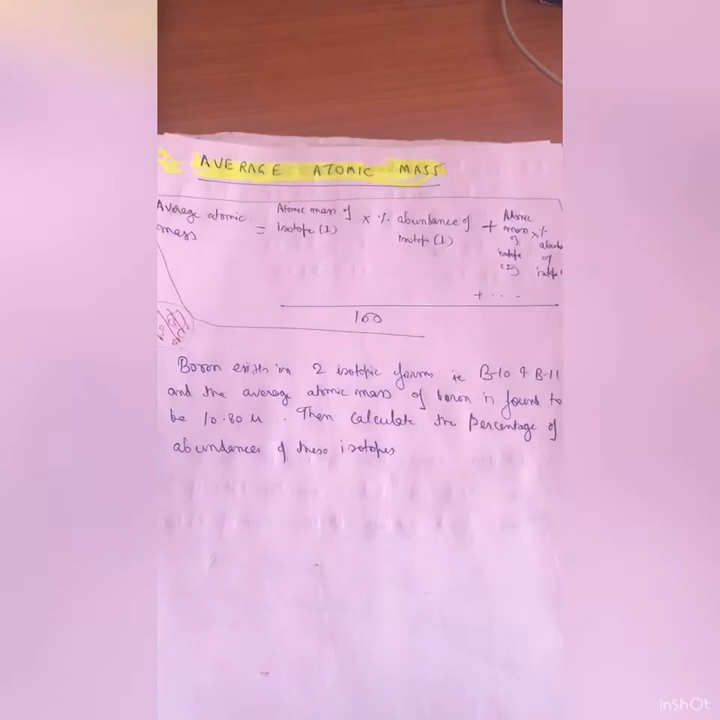 AVERAGE ATOMIC MASS
Average atomic mass = Atomic mass of isotope (1) x % abundance of isotope (1) + Atomic mass x % abun of isotope (2) of isotope
+ ....
100
Boron exists in 2 isotopic forms ie B-10 & B-11
and the average atomic mass of boron is found to
be 10.80 u. Then calculate the percentage of
abundances of these isotopes
InShOt